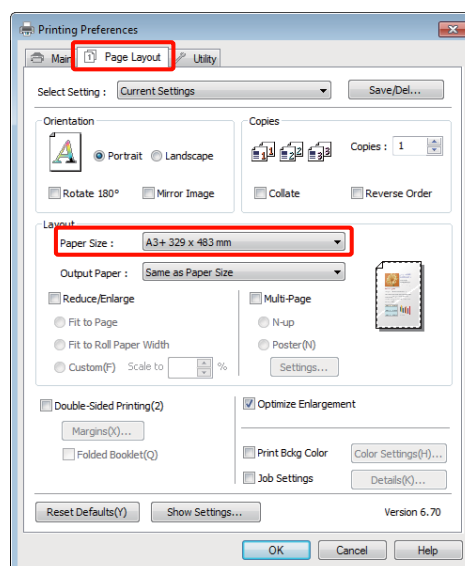 Printing Preferences
Main Page Layout Utility
Select Setting : Current Settings Save/Del...
Orientation
Portrait Landscape
Rotate 180° Mirror Image
Copies
Copies : 1
Collate Reverse Order
Layout
Paper Size : A3+ 329 x 483 mm
Output Paper : Same as Paper Size
Reduce/Enlarge
Fit to Page
Fit to Roll Paper Width
Custom(F) Scale to %
Multi-Page
N-up
Poster(N)
Settings...
Double-Sided Printing(2)
Margins(X)...
Folded Booklet(Q)
Optimize Enlargement
Print Bckg Color Color Settings(H)...
Job Settings Details(K)...
Reset Defaults(Y) Show Settings... Version 6.70
OK Cancel Help